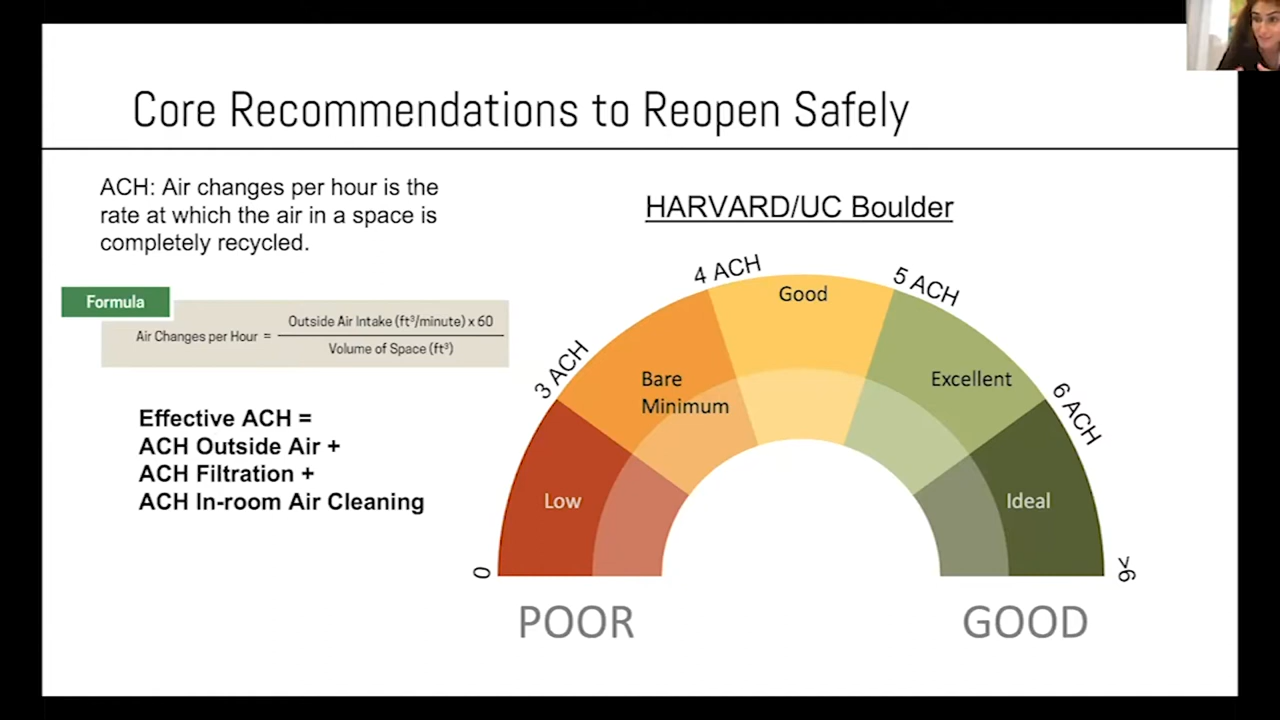 Core Recommendations to Reopen Safely
ACH: Air changes per hour is the
rate at which the air in a space is
completely recycled.
Formula
Air Changes per Hour =
Outside Air Intake (ft³/minute) x 60
Volume of Space (ft³)
Effective ACH =
ACH Outside Air +
ACH Filtration +
ACH In-room Air Cleaning
HARVARD/UC Boulder
0
3 ACH
4 ACH
5 ACH
6 ACH
>6
Low
Bare
Minimum
Good
Excellent
Ideal
POOR
GOOD